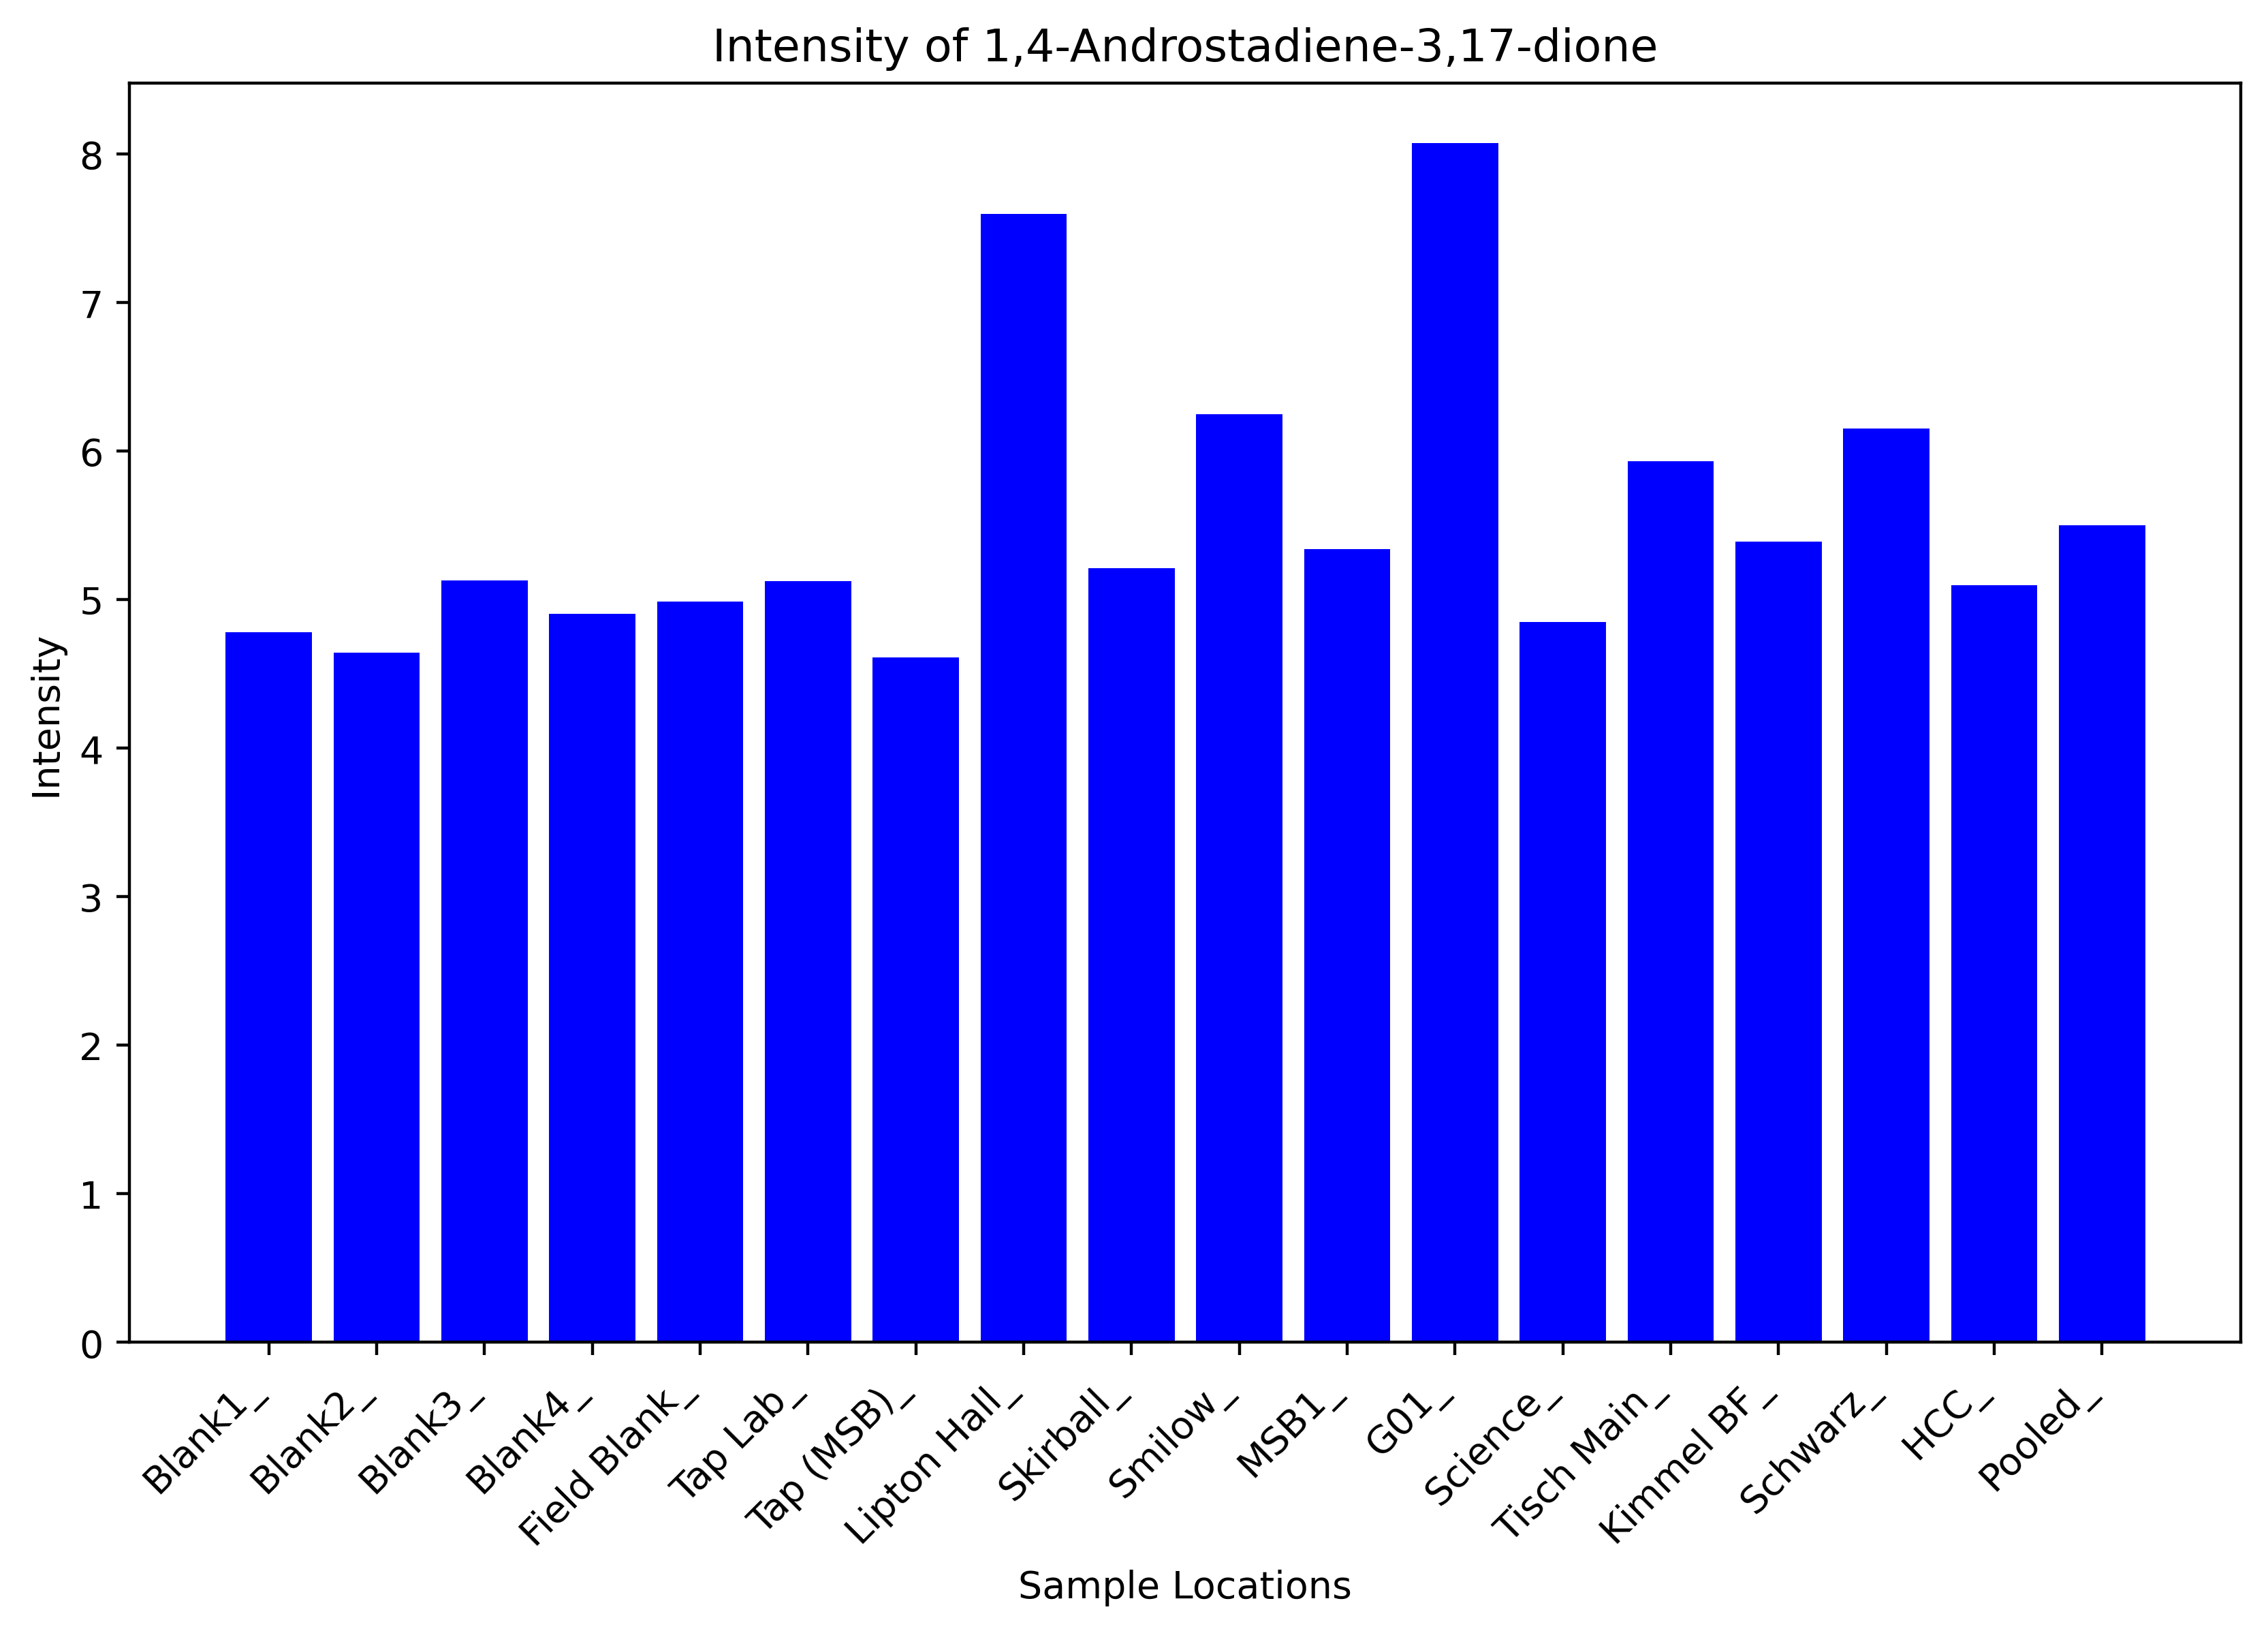 Intensity of 1,4-Androstadiene-3,17-dione
Intensity
8
7
6
5
4
3
2
1
0
Blank1_
Blank2_
Blank3_
Blank4_
Field Blank_
Tap Lab_
Tap (MSB)_
Lipton Hall_
Skirball_
Smilow_
MSB1_
G01_
Science_
Tisch Main_
Kimmel BF_
Schwarz_
HCC_
Pooled_
Sample Locations